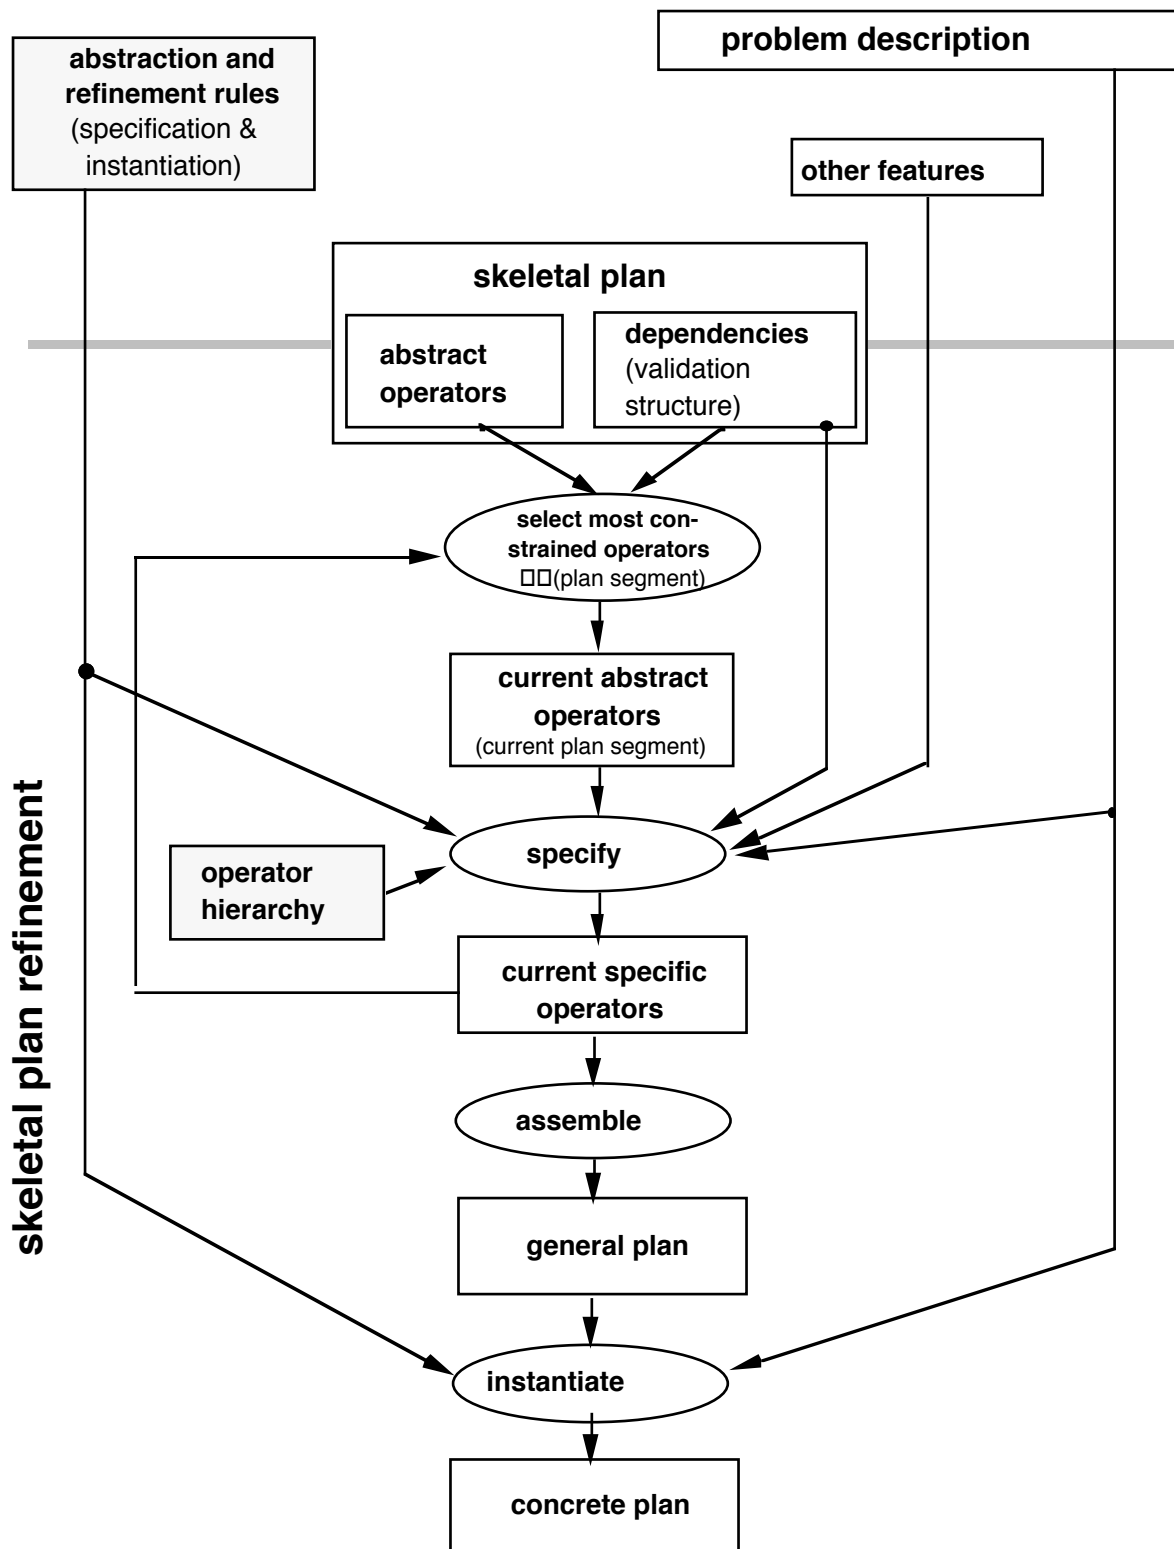 problem description
abstraction and
refinement rules
(specification &
instantiation)
other features
skeletal plan
abstract
operators
dependencies
(validation
structure)
select most con-
strained operators
□□(plan segment)
current abstract
operators
(current plan segment)
specify
operator
hierarchy
current specific
operators
assemble
general plan
instantiate
concrete plan
skeletal plan refinement